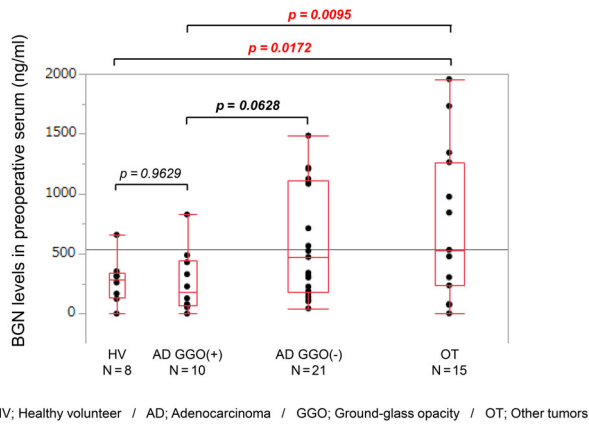 p = 0.0095
p = 0.0172
BGN levels in preoperative serum (ng/ml)
2000
p = 0.0628
1500
p = 0.9629
1000
500
0
HV AD GGO(+) AD GGO(-) OT
N = 8 N = 10 N = 21 N = 15
HV; Healthy volunteer / AD; Adenocarcinoma / GGO; Ground-glass opacity / OT; Other tumors